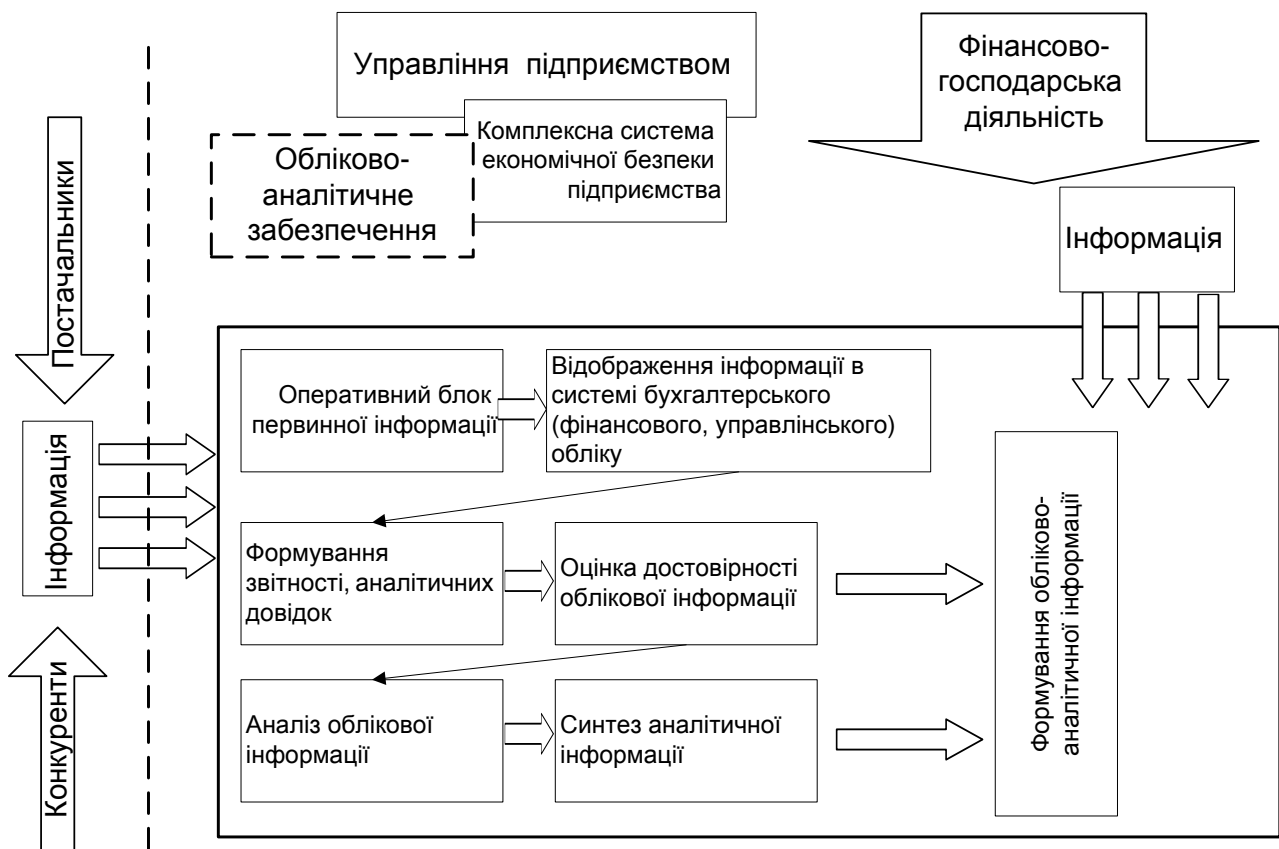 Управління підприємством
Комплексна система
економічної безпеки
підприємства
Обліково-
аналітичне
забезпечення
Фінансово-
господарська
діяльність
Інформація
Постачальники
Інформація
Конкуренти
Оперативний блок
первинної інформації
Відображення інформації в
системі бухгалтерського
(фінансового, управлінського)
обліку
Формування
звітності, аналітичних
довідок
Оцінка достовірності
облікової інформації
Аналіз облікової
інформації
Синтез аналітичної
інформації
Формування обліково-
аналітичної інформації